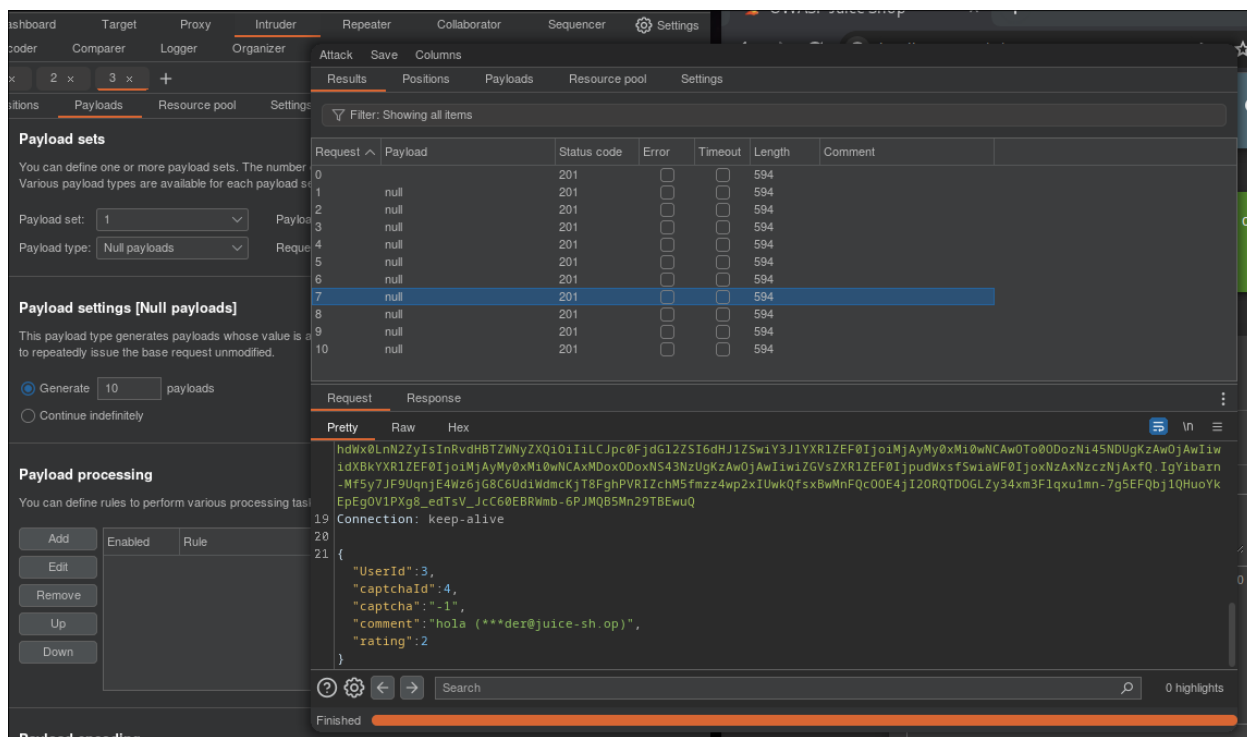 ashboard Target Proxy Intruder Repeater Collaborator Sequencer Settings
coder Comparer Logger Organizer
2 × 3 × +
sitions Payloads Resource pool Settings
Payload sets
You can define one or more payload sets. The number
Various payload types are available for each payload se
Payload set: 1 Payloa
Payload type: Null payloads Reque
Payload settings [Null payloads]
This payload type generates payloads whose value is a
to repeatedly issue the base request unmodified.
Generate 10 payloads
Continue indefinitely
Payload processing
You can define rules to perform various processing tasl
Add Enabled Rule
Edit
Remove
Up
Down
Attack Save Columns
Results Positions Payloads Resource pool Settings
Filter: Showing all items
Request Payload Status code Error Timeout Length Comment
0 201 594
1 null 201 594
2 null 201 594
3 null 201 594
4 null 201 594
5 null 201 594
6 null 201 594
7 null 201 594
8 null 201 594
9 null 201 594
10 null 201 594
Request Response
Pretty Raw Hex \n
19 Connection: keep-alive
20
21 {
"UserId":3,
"captchaId":4,
"captcha":"-1",
"comment":"hola (***der@juice-sh.op)",
"rating":2
}
Search 0 highlights
Finished